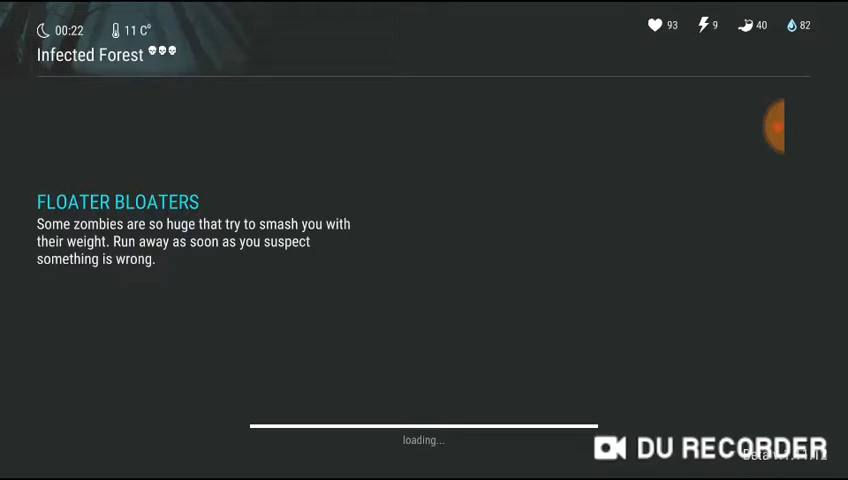 00:22 11 C°
93 9 40 82
Infected Forest
FLOATER BLOATERS
Some zombies are so huge that try to smash you with
their weight. Run away as soon as you suspect
something is wrong.
loading...
DU RECORDER